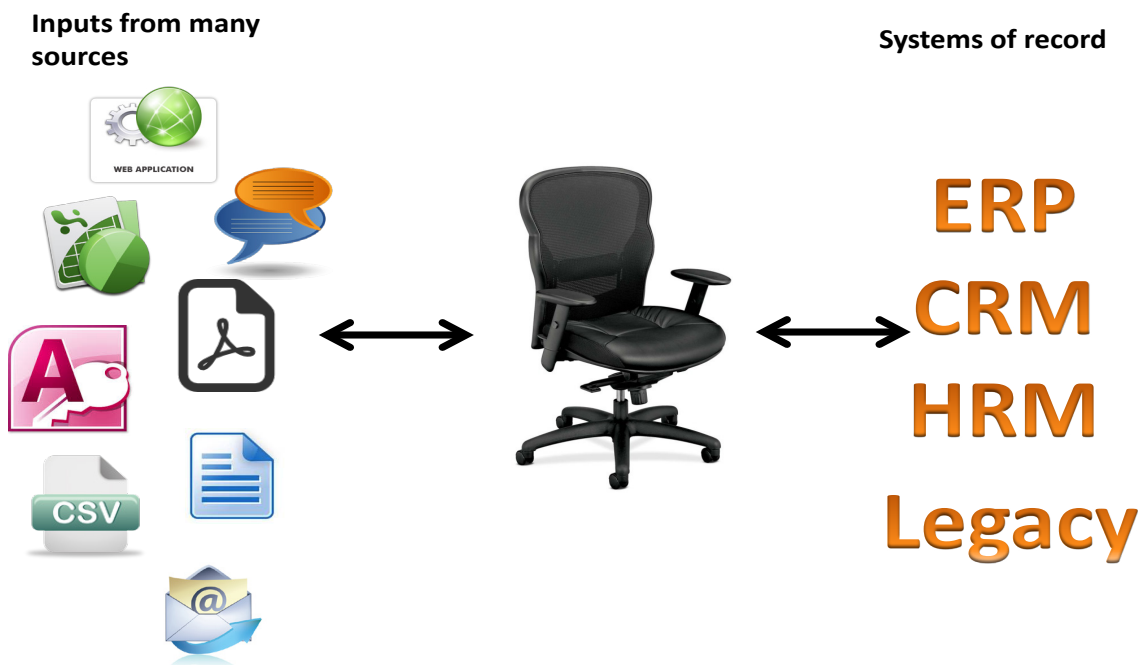 Inputs from many
sources
Systems of record
WEB APPLICATION
A
CSV
@
ERP
CRM
HRM
Legacy